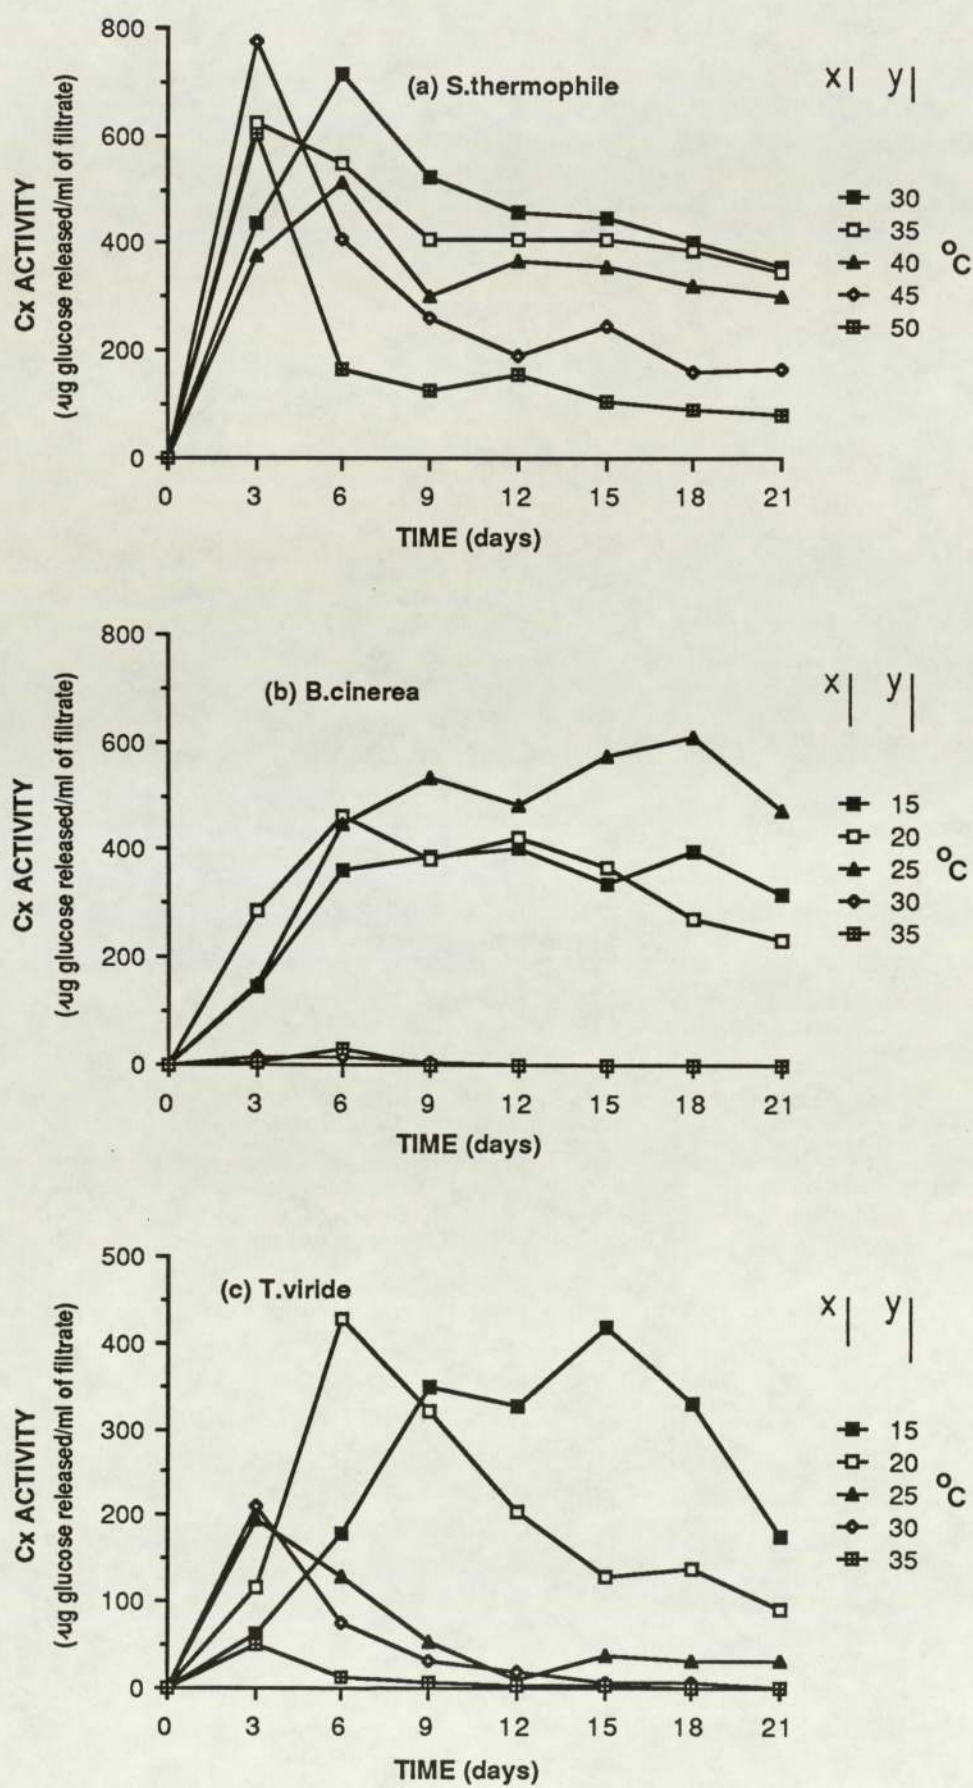 800
600
400
200
0
Cx ACTIVITY
(µg glucose released/ml of filtrate)
(a) S.thermophile
x y
30
35
40
45
50
°C
0 3 6 9 12 15 18 21
TIME (days)
800
600
400
200
0
Cx ACTIVITY
(µg glucose released/ml of filtrate)
(b) B.cinerea
x y
15
20
25
30
35
°C
0 3 6 9 12 15 18 21
TIME (days)
500
400
300
200
100
0
Cx ACTIVITY
(µg glucose released/ml of filtrate)
(c) T.viride
x y
15
20
25
30
35
°C
0 3 6 9 12 15 18 21
TIME (days)